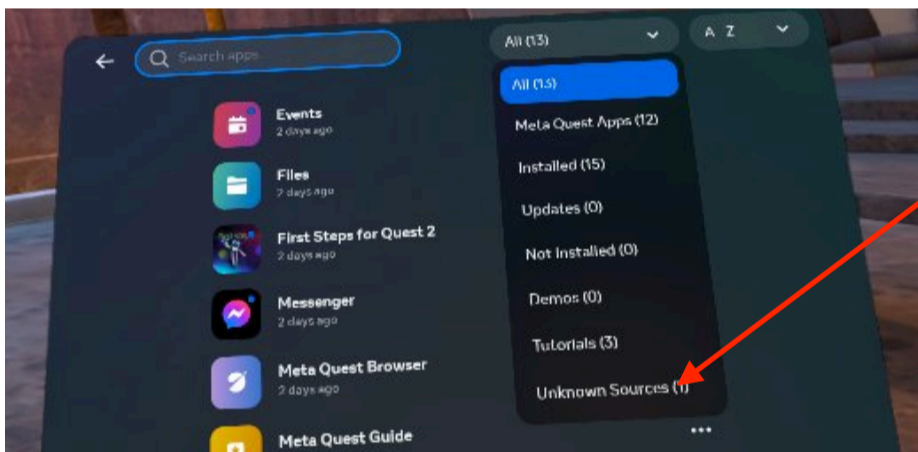 Search apps
All (13)
A Z
All (13)
Meta Quest Apps (12)
Installed (15)
Updates (0)
Not Installed (0)
Demos (0)
Tutorials (3)
Unknown Sources (1)
Events
2 days ago
Files
2 days ago
First Steps for Quest 2
2 days ago
Messenger
2 days ago
Meta Quest Browser
2 days ago
Meta Quest Guide